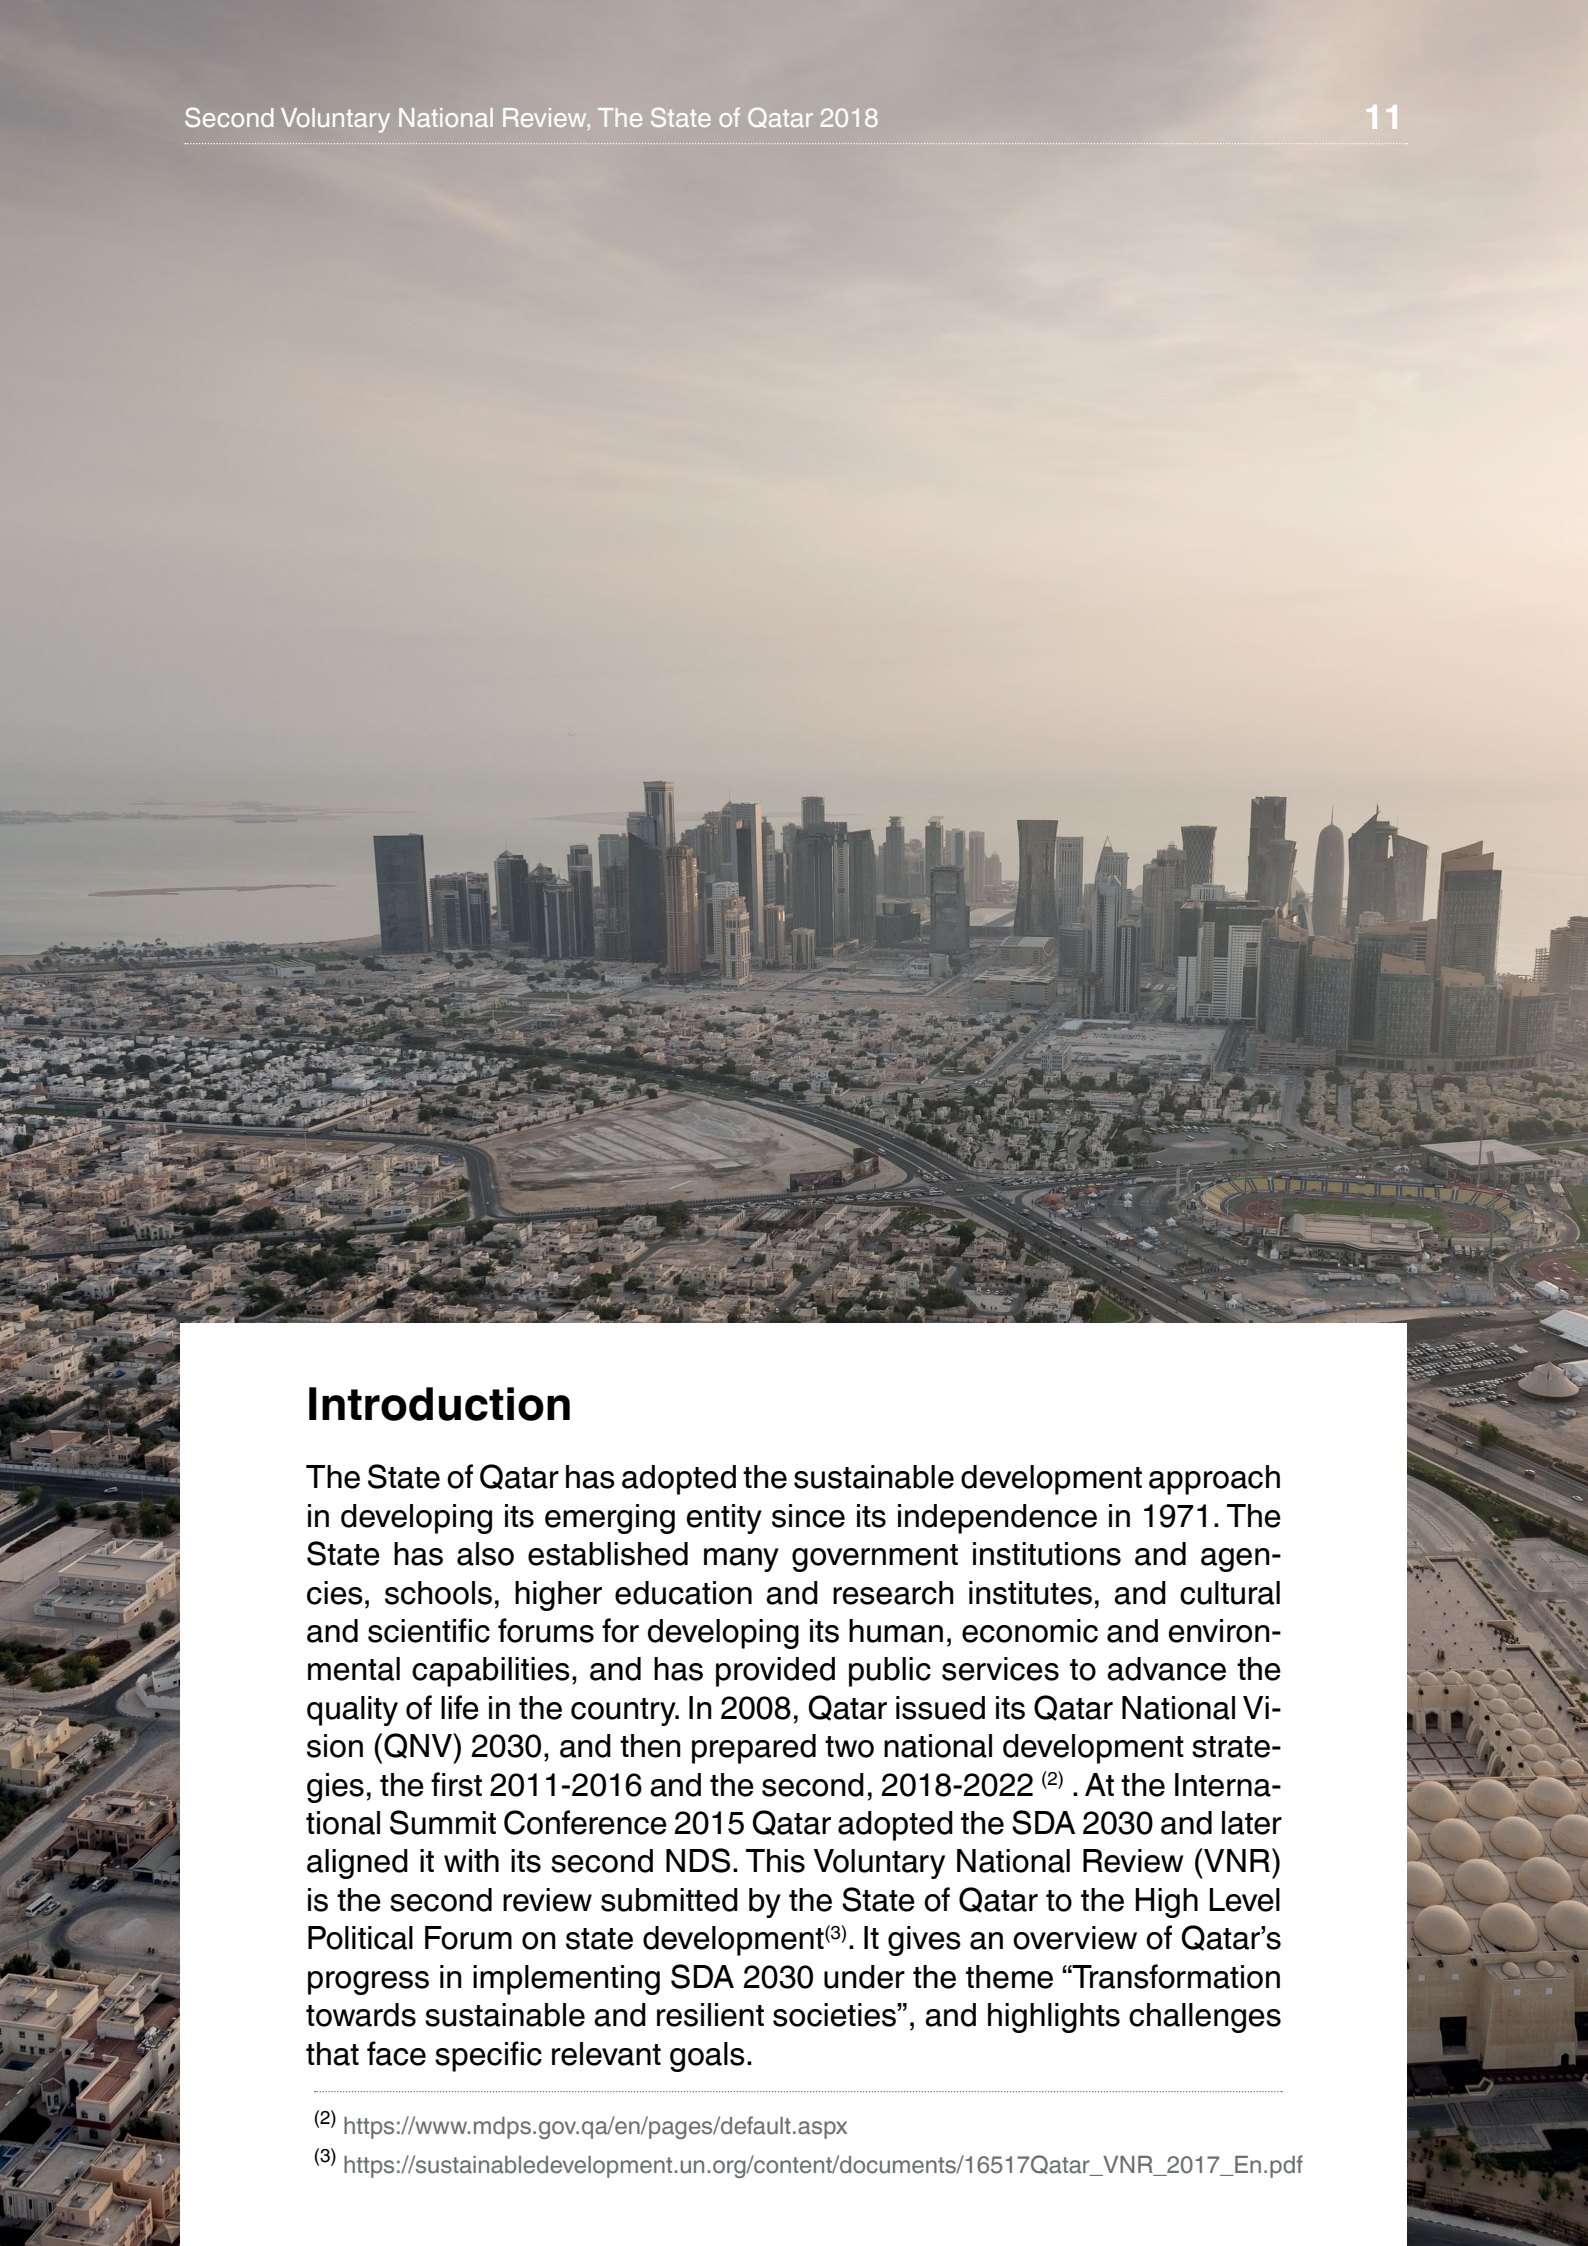 Second Voluntary National Review, The State of Qatar 2018
11
Introduction
The State of Qatar has adopted the sustainable development approach
in developing its emerging entity since its independence in 1971. The
State has also established many government institutions and agen-
cies, schools, higher education and research institutes, and cultural
and scientific forums for developing its human, economic and environ-
mental capabilities, and has provided public services to advance the
quality of life in the country. In 2008, Qatar issued its Qatar National Vi-
sion (QNV) 2030, and then prepared two national development strate-
gies, the first 2011-2016 and the second, 2018-2022 (2) . At the Interna-
tional Summit Conference 2015 Qatar adopted the SDA 2030 and later
aligned it with its second NDS. This Voluntary National Review (VNR)
is the second review submitted by the State of Qatar to the High Level
Political Forum on state development(3). It gives an overview of Qatar’s
progress in implementing SDA 2030 under the theme “Transformation
towards sustainable and resilient societies”, and highlights challenges
that face specific relevant goals.
(2) https://www.mdps.gov.qa/en/pages/default.aspx
(3) https://sustainabledevelopment.un.org/content/documents/16517Qatar_VNR_2017_En.pdf